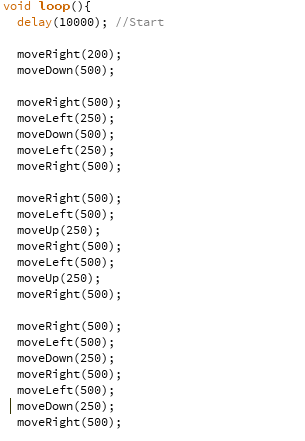 void loop(){
delay(10000); //Start
moveRight(200);
moveDown(500);
moveRight(500);
moveLeft(250);
moveDown(500);
moveLeft(250);
moveRight(500);
moveRight(500);
moveLeft(500);
moveUp(250);
moveRight(500);
moveLeft(500);
moveUp(250);
moveRight(500);
moveRight(500);
moveLeft(500);
moveDown(250);
moveRight(500);
moveLeft(500);
moveDown(250);
moveRight(500);